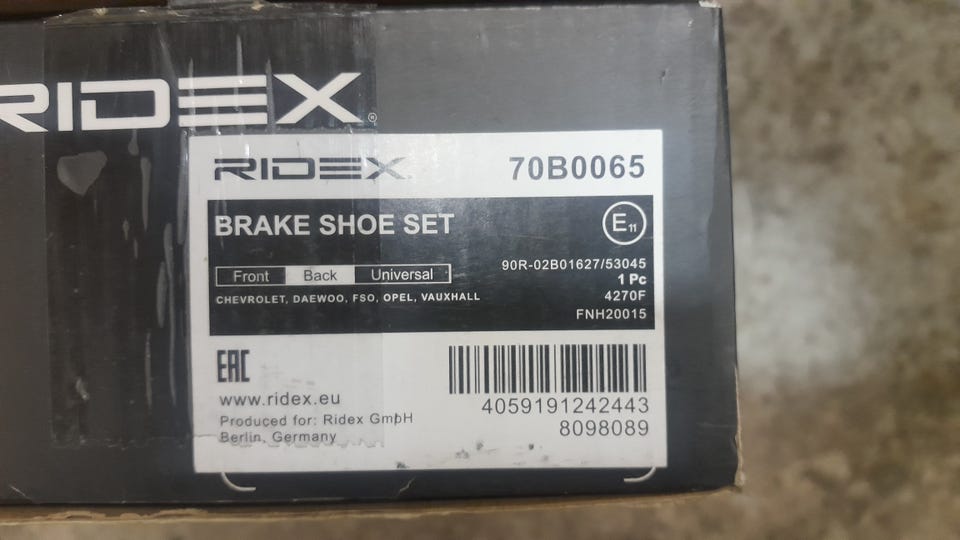 RIDEX®
RIDEX 70B0065
BRAKE SHOE SET E11
Front Back Universal
90R-02B01627/53045
1 Pc
CHEVROLET, DAEWOO, FSO, OPEL, VAUXHALL
4270F
FNH20015
EAC
www.ridex.eu
Produced for: Ridex GmbH
Berlin, Germany
4059191242443
8098089